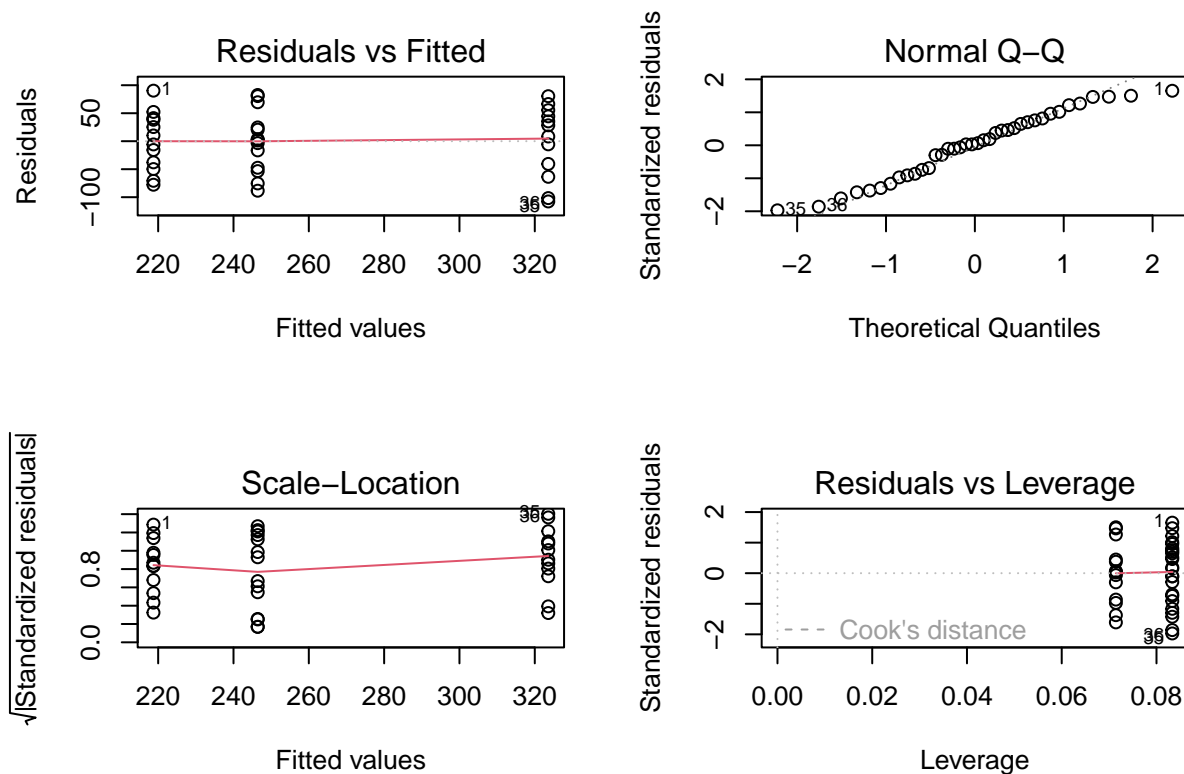 Residuals vs Fitted
Residuals
50
−100
1
36
35
220 240 260 280 300 320
Fitted values
Normal Q−Q
Standardized residuals
2
0
−2
35
36
1
−2 −1 0 1 2
Theoretical Quantiles
Scale−Location
√|Standardized residuals|
0.8
0.0
1
35
36
220 240 260 280 300 320
Fitted values
Residuals vs Leverage
Standardized residuals
2
0
−2
1
36
35
Cook's distance
0.00 0.02 0.04 0.06 0.08
Leverage